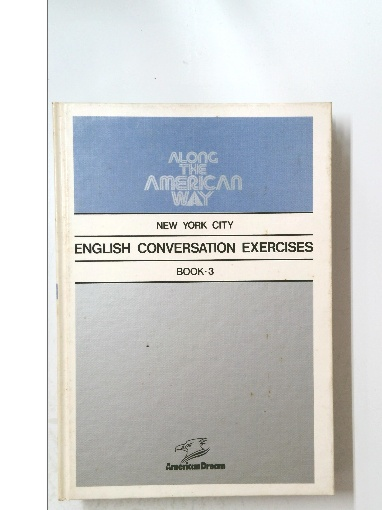 ALONG
THE
AMERICAN
WAY
NEW YORK CITY
ENGLISH CONVERSATION EXERCISES
BOOK-3
American Dream